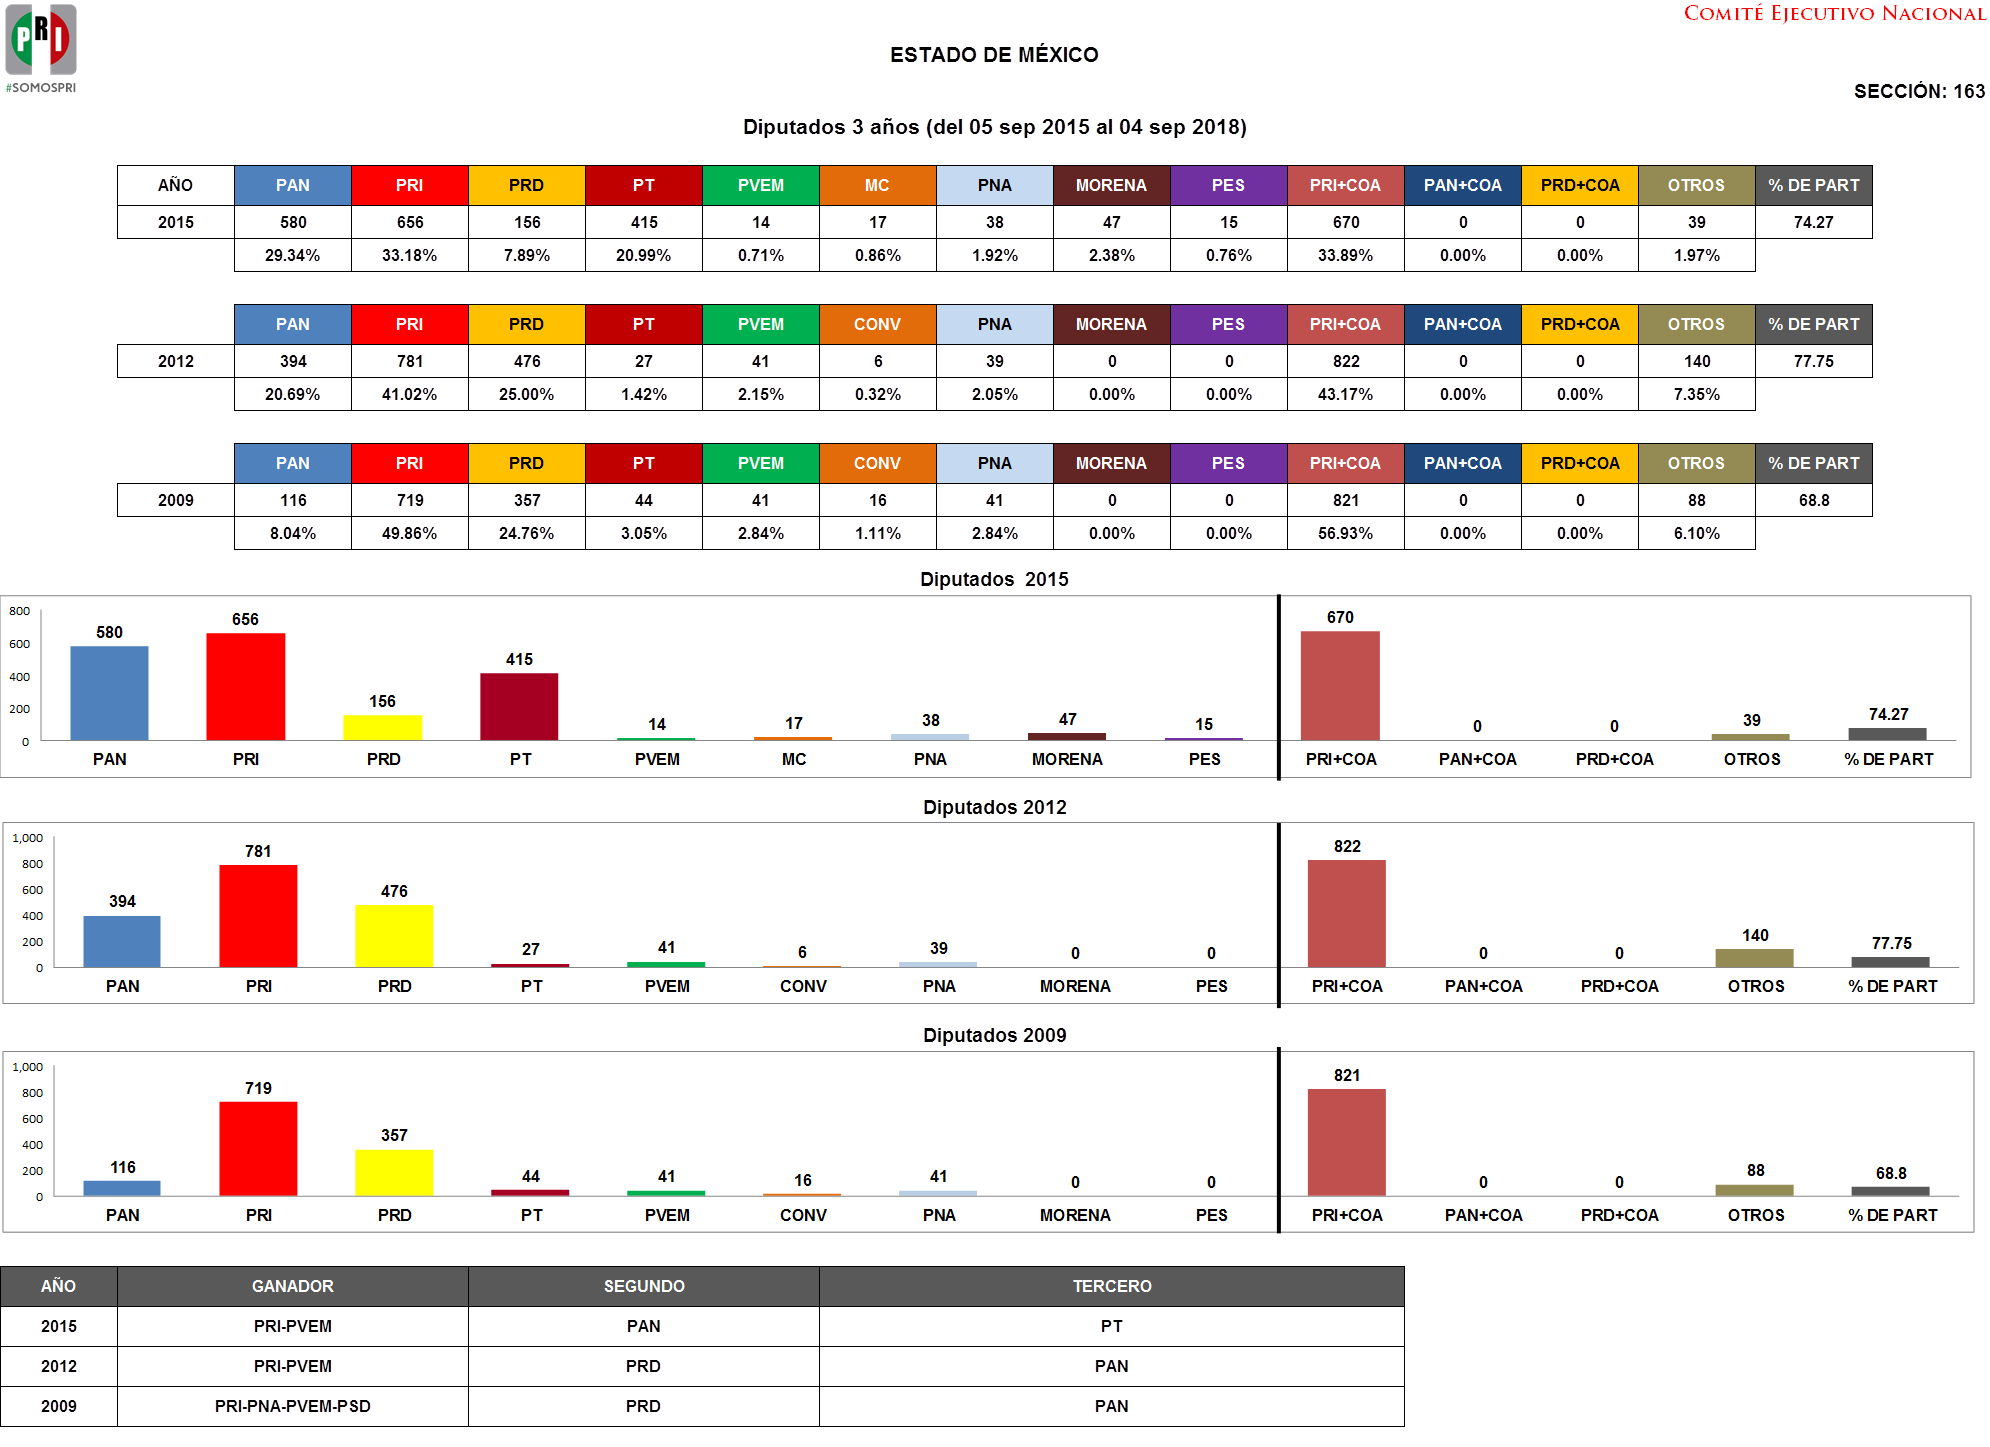 PRI
#SOMOSPRI
COMITÉ EJECUTIVO NACIONAL
ESTADO DE MÉXICO
SECCIÓN: 163
Diputados 3 años (del 05 sep 2015 al 04 sep 2018)
AÑO PAN PRI PRD PT PVEM MC PNA MORENA PES PRI+COA PAN+COA PRD+COA OTROS % DE PART
2015 580 656 156 415 14 17 38 47 15 670 0 0 39 74.27
29.34% 33.18% 7.89% 20.99% 0.71% 0.86% 1.92% 2.38% 0.76% 33.89% 0.00% 0.00% 1.97%
PAN PRI PRD PT PVEM CONV PNA MORENA PES PRI+COA PAN+COA PRD+COA OTROS % DE PART
2012 394 781 476 27 41 6 39 0 0 822 0 0 140 77.75
20.69% 41.02% 25.00% 1.42% 2.15% 0.32% 2.05% 0.00% 0.00% 43.17% 0.00% 0.00% 7.35%
PAN PRI PRD PT PVEM CONV PNA MORENA PES PRI+COA PAN+COA PRD+COA OTROS % DE PART
2009 116 719 357 44 41 16 41 0 0 821 0 0 88 68.8
8.04% 49.86% 24.76% 3.05% 2.84% 1.11% 2.84% 0.00% 0.00% 56.93% 0.00% 0.00% 6.10%
Diputados 2015
800
600
400
200
0
580 656 156 415 14 17 38 47 15 670 0 0 39 74.27
PAN PRI PRD PT PVEM MC PNA MORENA PES PRI+COA PAN+COA PRD+COA OTROS % DE PART
Diputados 2012
1,000
800
600
400
200
0
394 781 476 27 41 6 39 0 0 822 0 0 140 77.75
PAN PRI PRD PT PVEM CONV PNA MORENA PES PRI+COA PAN+COA PRD+COA OTROS % DE PART
Diputados 2009
1,000
800
600
400
200
0
116 719 357 44 41 16 41 0 0 821 0 0 88 68.8
PAN PRI PRD PT PVEM CONV PNA MORENA PES PRI+COA PAN+COA PRD+COA OTROS % DE PART
AÑO GANADOR SEGUNDO TERCERO
2015 PRI-PVEM PAN PT
2012 PRI-PVEM PRD PAN
2009 PRI-PNA-PVEM-PSD PRD PAN